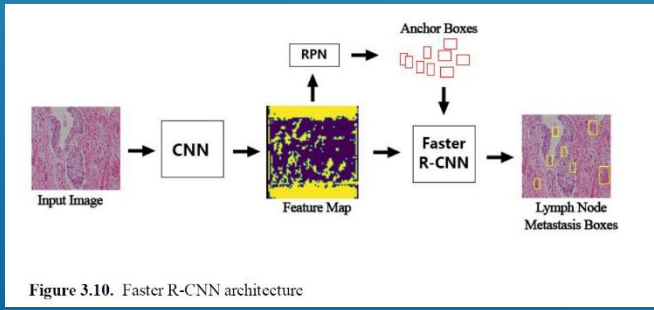 Anchor Boxes
RPN
CNN
Faster
R-CNN
Input Image
Feature Map
Lymph Node
Metastasis Boxes
Figure 3.10. Faster R-CNN architecture